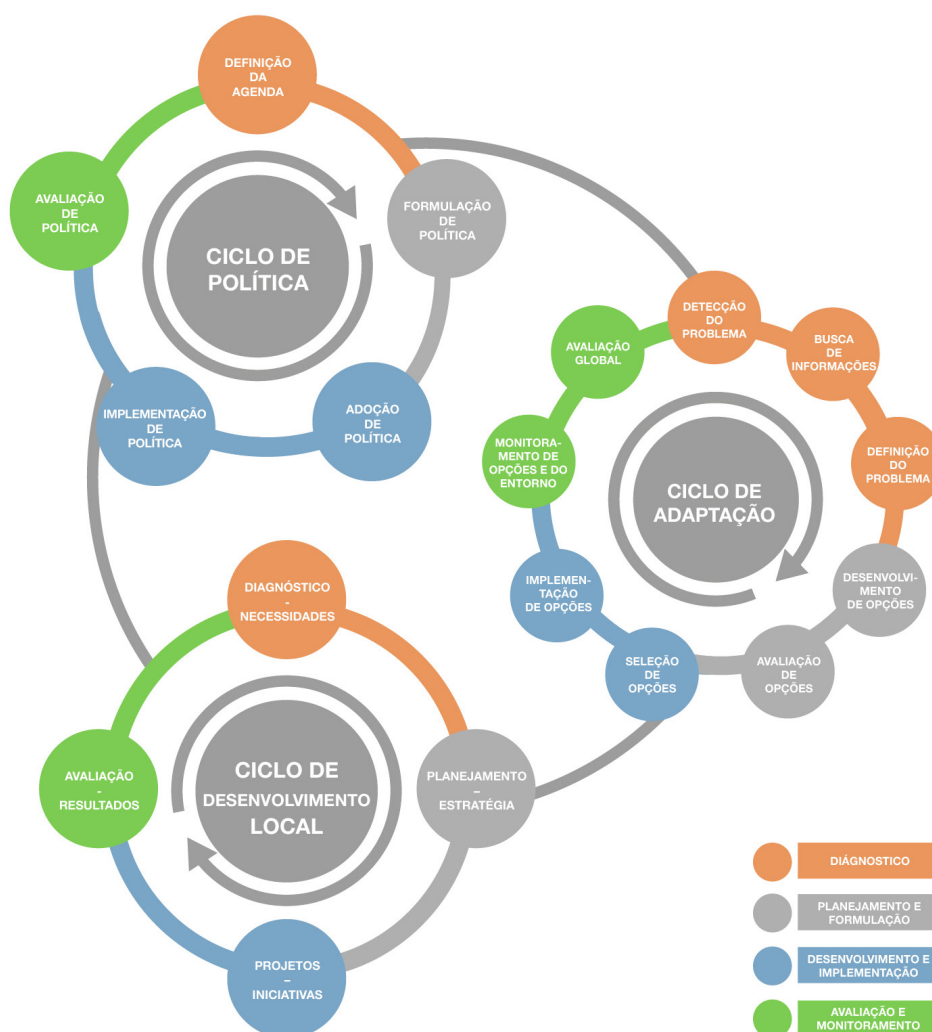 DEFINIÇÃO
DA
AGENDA
FORMULAÇÃO
DE
POLÍTICA
ADOÇÃO
DE
POLÍTICA
IMPLEMENTAÇÃO
DE
POLÍTICA
AVALIAÇÃO
DE
POLÍTICA
CICLO DE
POLÍTICA
DETECÇÃO
DO
PROBLEMA
BUSCA
DE
INFORMAÇÕES
DEFINIÇÃO
DO
PROBLEMA
DESENVOLVI-
MENTO
DE OPÇÕES
AVALIAÇÃO
DE
OPÇÕES
SELEÇÃO
DE
OPÇÕES
IMPLEMEN-
TAÇÃO
DE OPÇÕES
MONITORA-
MENTO DE
OPÇÕES E DO
ENTORNO
AVALIAÇÃO
GLOBAL
CICLO DE
ADAPTAÇÃO
DIAGNÓSTICO
-
NECESSIDADES
PLANEJAMENTO
–
ESTRATÉGIA
PROJETOS
–
INICIATIVAS
AVALIAÇÃO
-
RESULTADOS
CICLO DE
DESENVOLVIMENTO
LOCAL
DIÁGNOSTICO
PLANEJAMENTO E
FORMULAÇÃO
DESENVOLVIMENTO E
IMPLEMENTAÇÃO
AVALIAÇÃO E
MONITORAMENTO